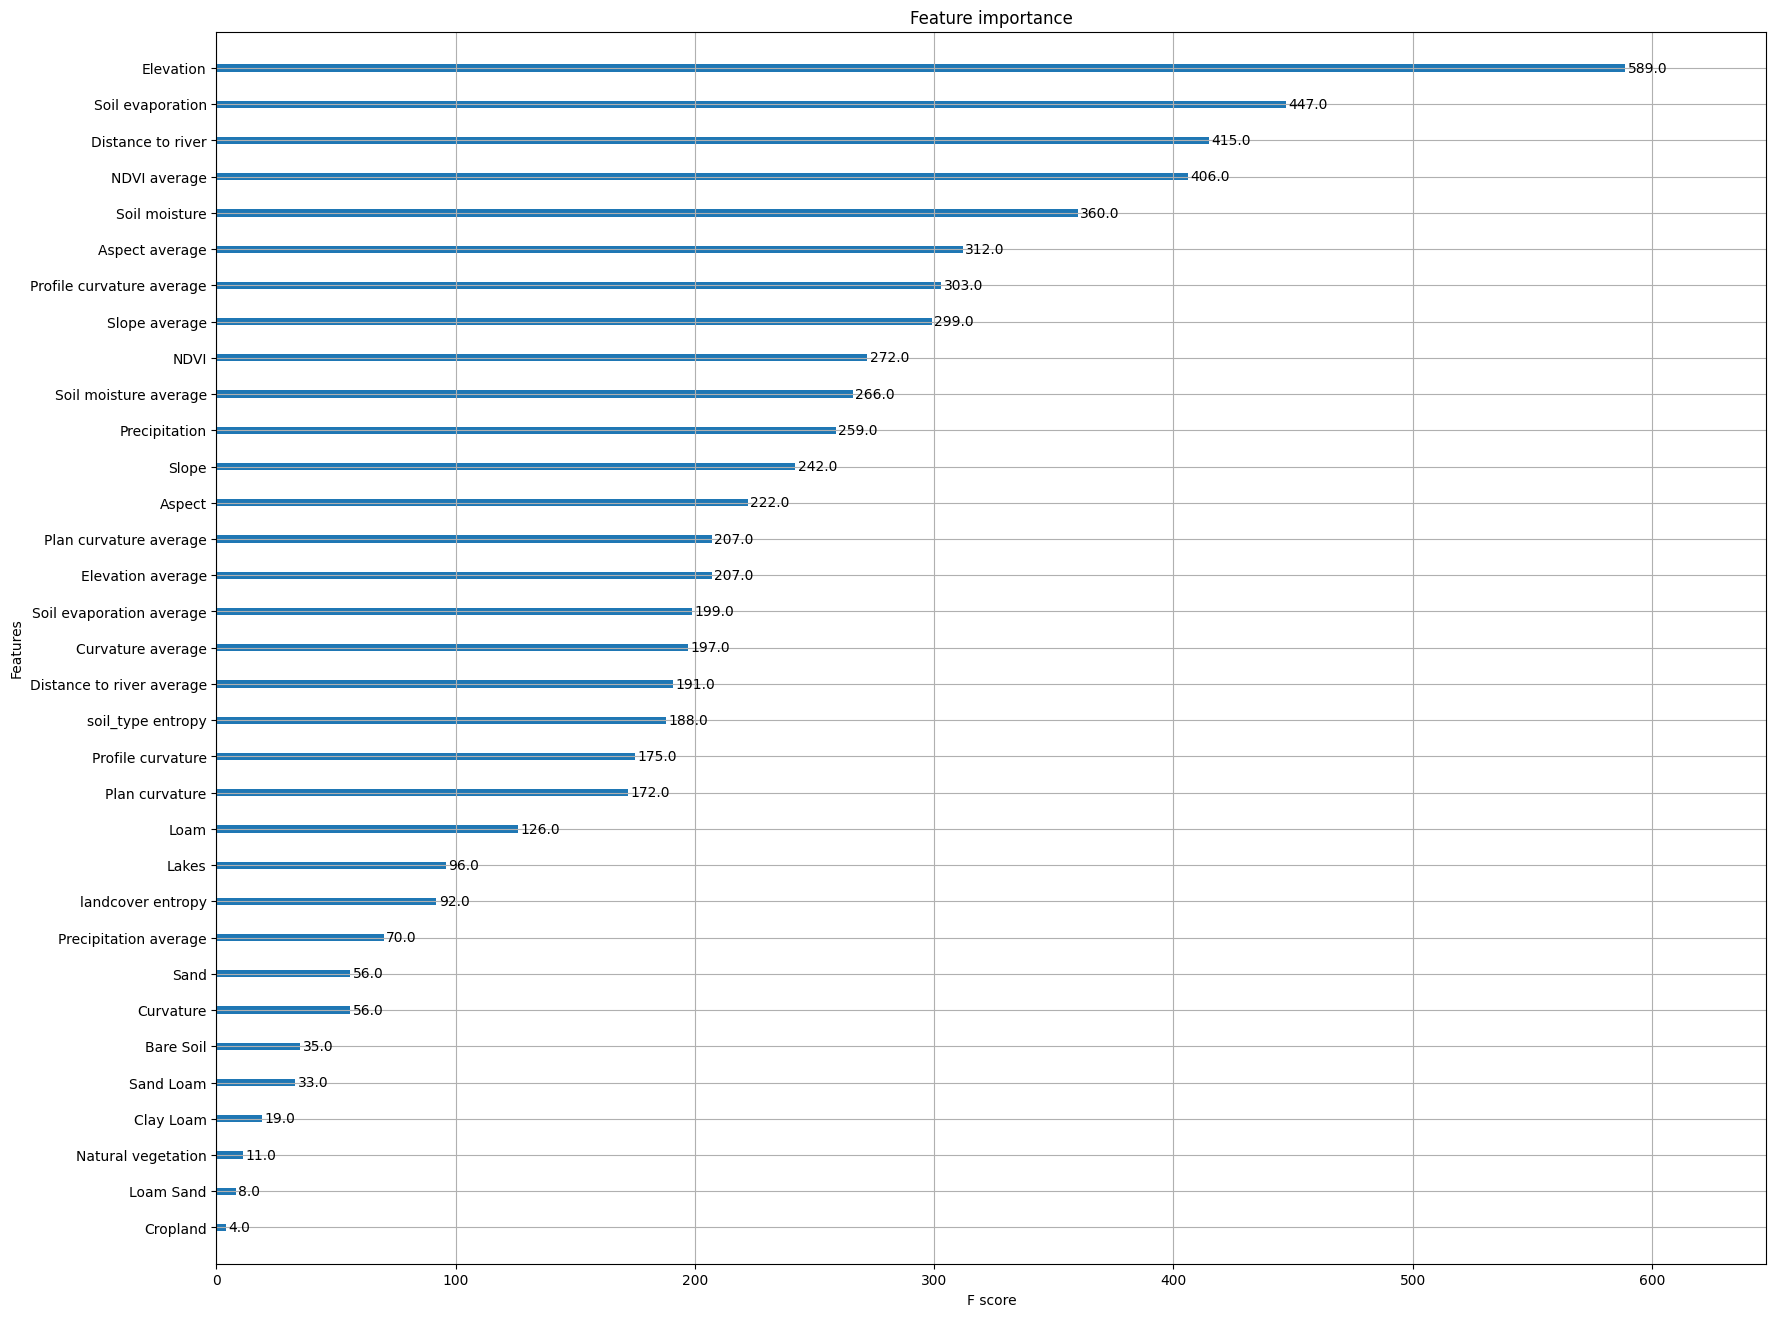 Feature importance
Elevation 589.0
Soil evaporation 447.0
Distance to river 415.0
NDVI average 406.0
Soil moisture 360.0
Aspect average 312.0
Profile curvature average 303.0
Slope average 299.0
NDVI 272.0
Soil moisture average 266.0
Precipitation 259.0
Slope 242.0
Aspect 222.0
Plan curvature average 207.0
Elevation average 207.0
Soil evaporation average 199.0
Curvature average 197.0
Distance to river average 191.0
soil_type entropy 188.0
Profile curvature 175.0
Plan curvature 172.0
Loam 126.0
Lakes 96.0
landcover entropy 92.0
Precipitation average 70.0
Sand 56.0
Curvature 56.0
Bare Soil 35.0
Sand Loam 33.0
Clay Loam 19.0
Natural vegetation 11.0
Loam Sand 8.0
Cropland 4.0
Features
0 100 200 300 400 500 600
F score